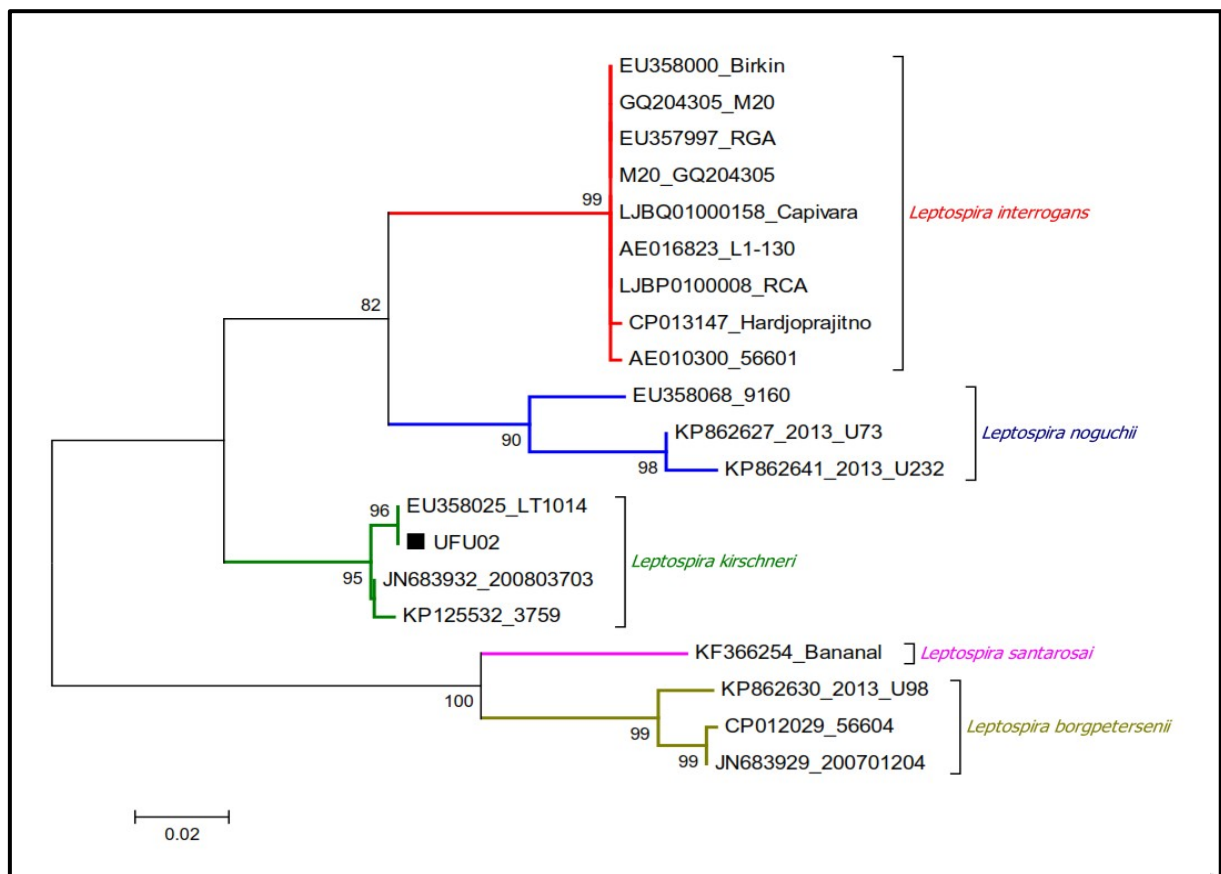 EU358000_Birkin
GQ204305_M20
EU357997_RGA
M20_GQ204305
99
LJBQ01000158_Capivara
Leptospira interrogans
AE016823_L1-130
LJBP0100008_RCA
82
CP013147_Hardjoprajitno
AE010300_56601
EU358068_9160
KP862627_2013_U73
Leptospira noguchii
90
98
KP862641_2013_U232
96
EU358025_LT1014
UFU02
Leptospira kirschneri
95
JN683932_200803703
KP125532_3759
KF366254_Bananal
Leptospira santarosai
100
KP862630_2013_U98
99
CP012029_56604
Leptospira borgpetersenii
99
JN683929_200701204
0.02